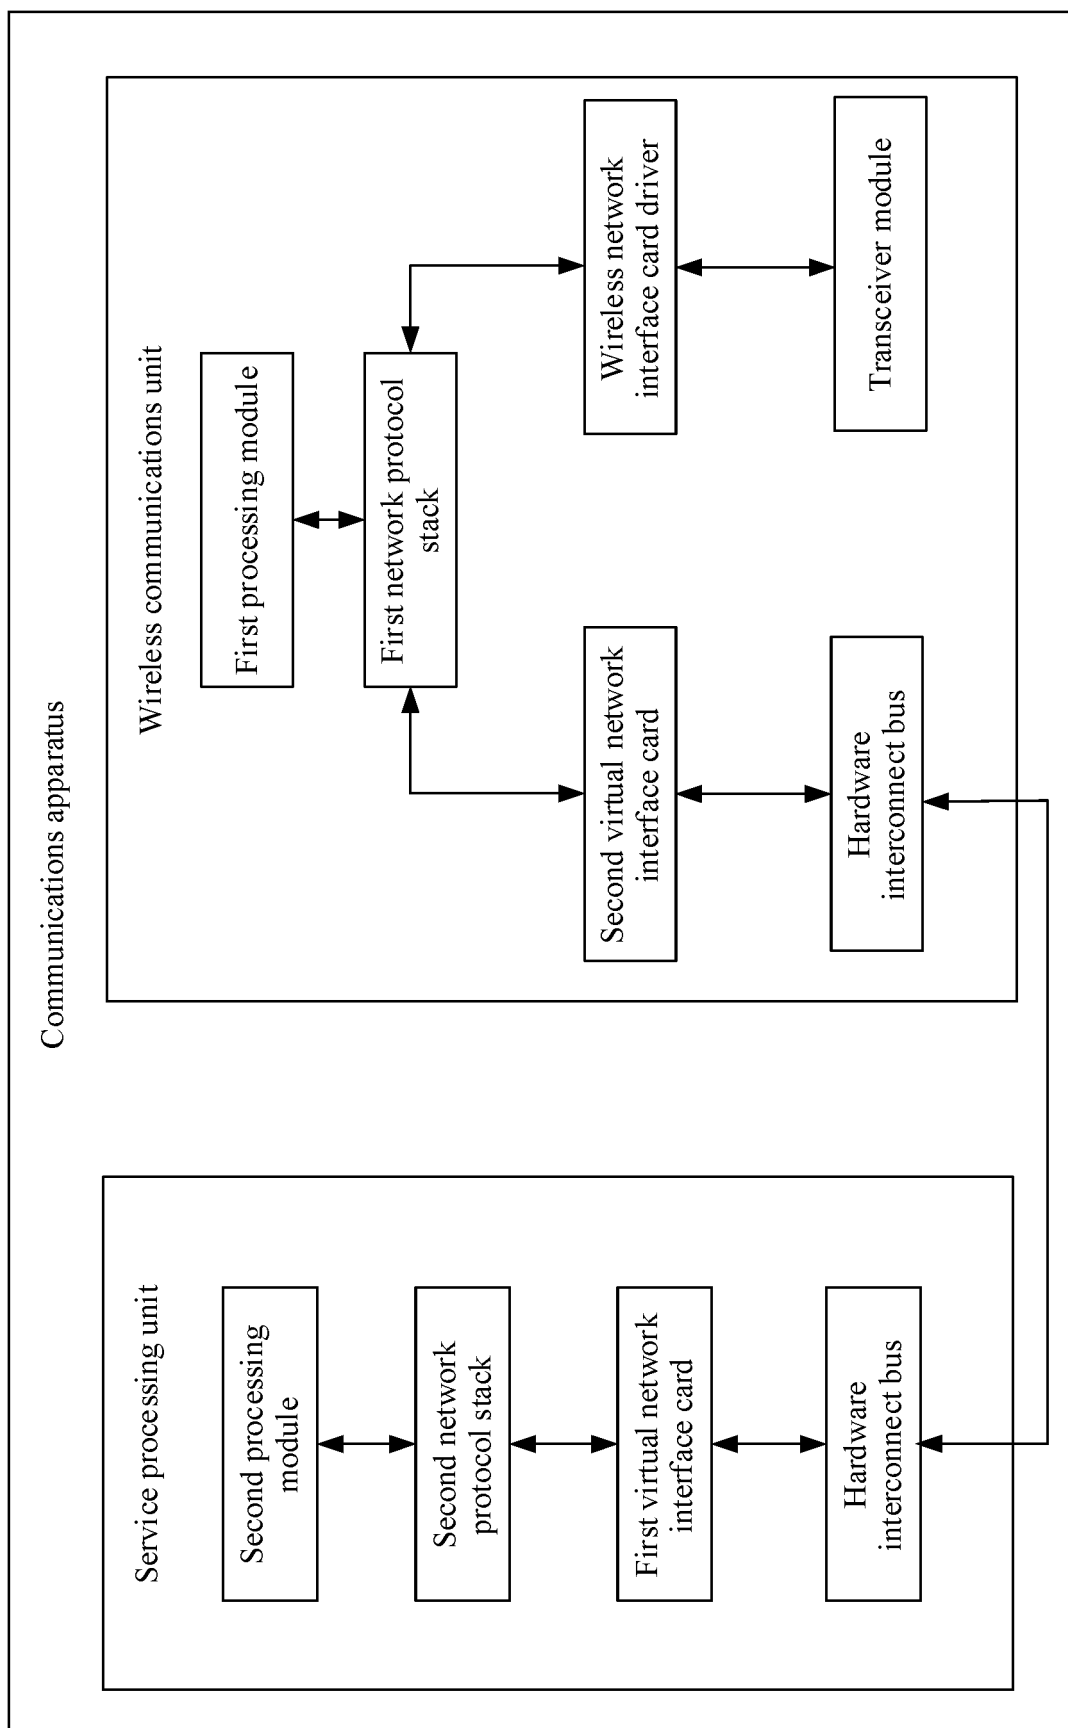 Communications apparatus
Service processing unit
Second processing
module
Second network
protocol stack
First virtual network
interface card
Hardware
interconnect bus
Wireless communications unit
First processing module
First network protocol
stack
Second virtual network
interface card
Hardware
interconnect bus
Wireless network
interface card driver
Transceiver module